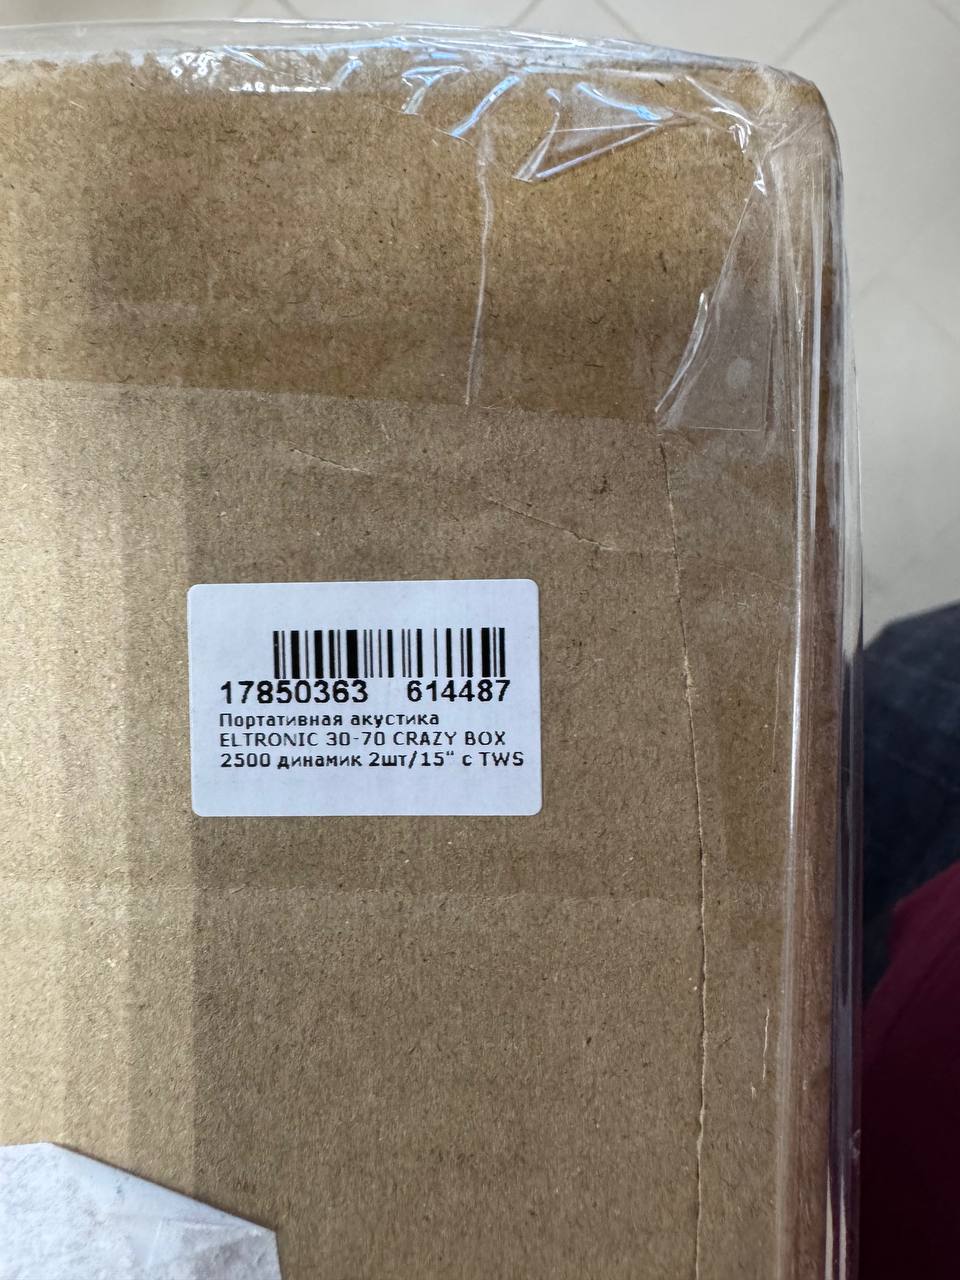 17850363 614487
Портативная акустика
ELTRONIC 30-70 CRAZY BOX
2500 динамик 2шт/15" с TWS